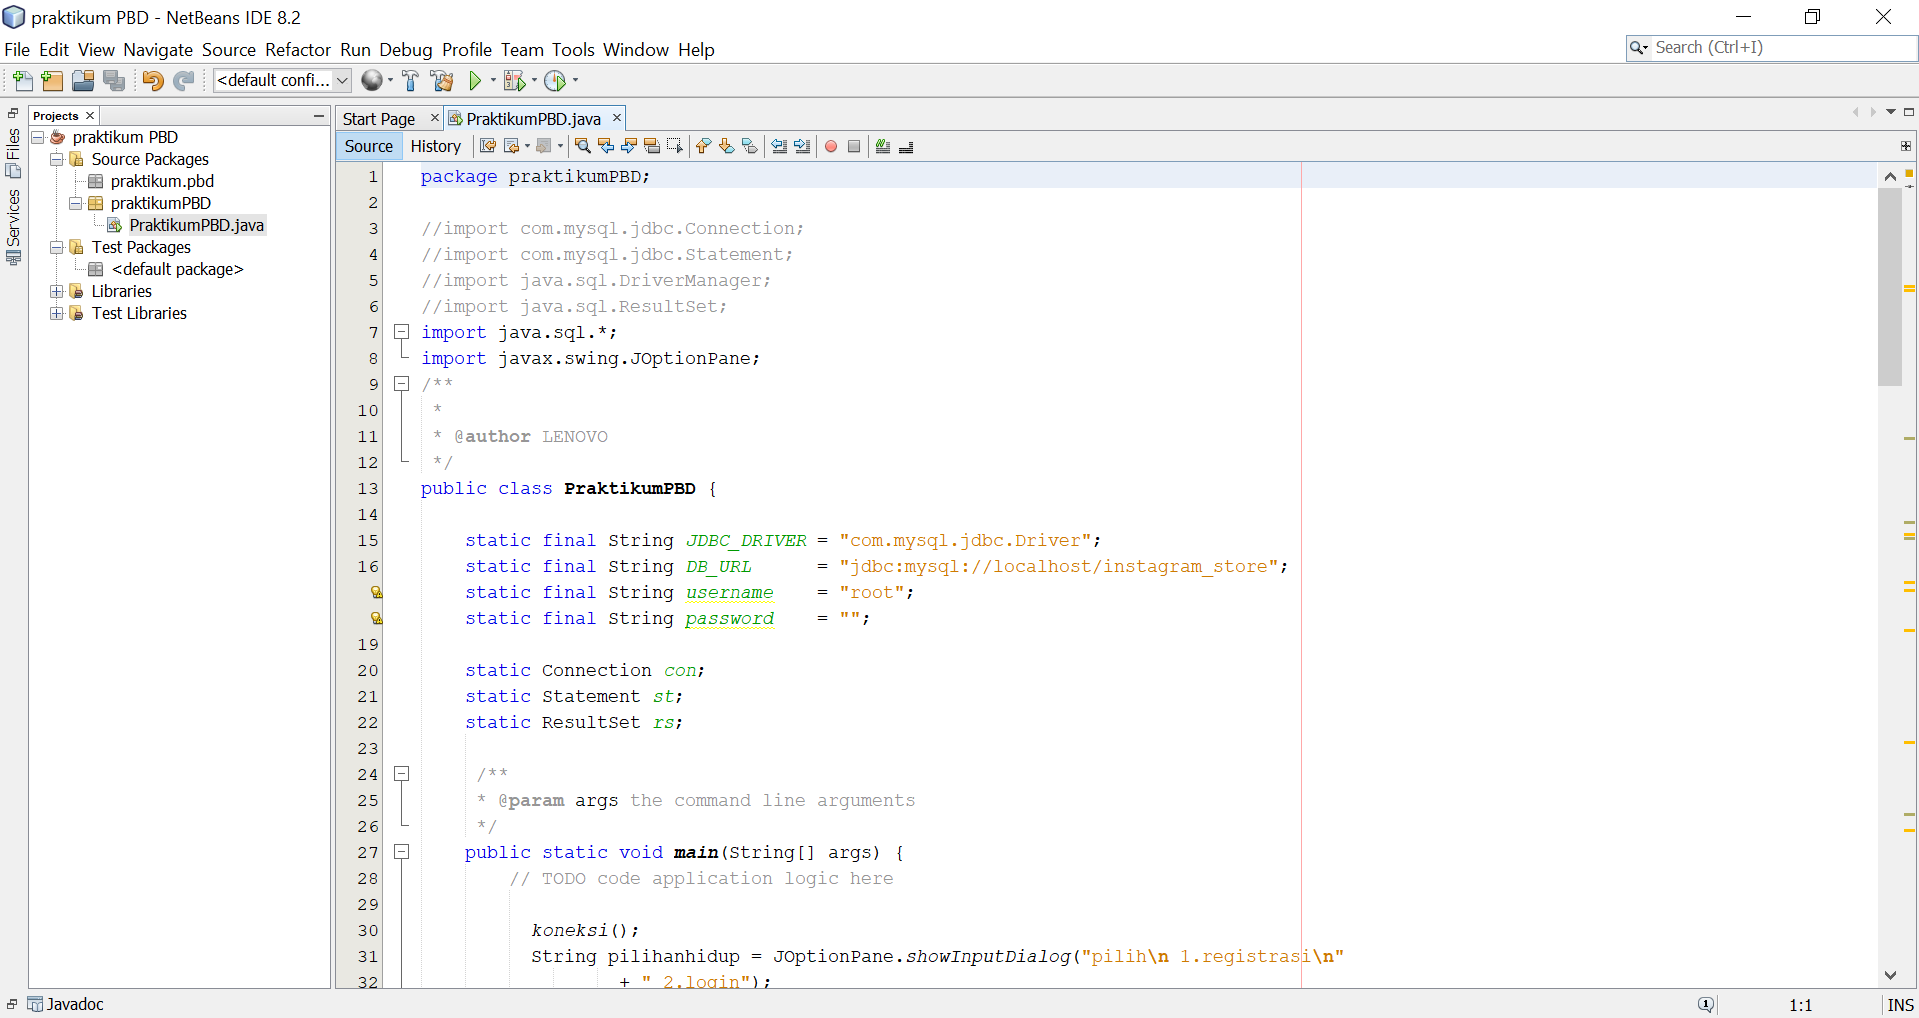 praktikum PBD - NetBeans IDE 8.2
File Edit View Navigate Source Refactor Run Debug Profile Team Tools Window Help
Search (Ctrl+I)
<default confi...
Files
Services
Projects
praktikum PBD
Source Packages
praktikum.pbd
praktikumPBD
PraktikumPBD.java
Test Packages
<default package>
Libraries
Test Libraries
Start Page
PraktikumPBD.java
Source History
1 package praktikumPBD;
2
3 //import com.mysql.jdbc.Connection;
4 //import com.mysql.jdbc.Statement;
5 //import java.sql.DriverManager;
6 //import java.sql.ResultSet;
7 import java.sql.*;
8 import javax.swing.JOptionPane;
9 /**
10 *
11 * @author LENOVO
12 */
13 public class PraktikumPBD {
14
15 static final String JDBC_DRIVER = "com.mysql.jdbc.Driver";
16 static final String DB_URL = "jdbc:mysql://localhost/instagram_store";
static final String username = "root";
static final String password = "";
19
20 static Connection con;
21 static Statement st;
22 static ResultSet rs;
23
24 /**
25 * @param args the command line arguments
26 */
27 public static void main(String[] args) {
28 // TODO code application logic here
29
30 koneksi();
31 String pilihanhidup = JOptionPane.showInputDialog("pilih\n 1.registrasi\n"
32 + " 2.login");
Javadoc
1:1
INS